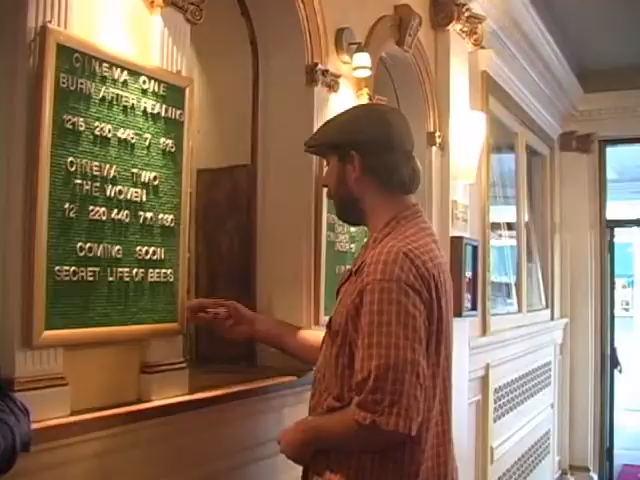 CINEMA ONE
BURN AFTER READING
1215 230 445 7 925
CINEMA TWO
THE WOMEN
12 220 440 710 930
COMING SOON
SECRET LIFE OF BEES